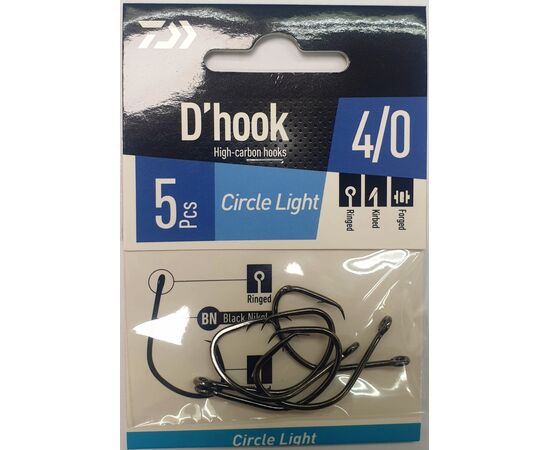 D'hook
High-carbon hooks
4/0
5 Pcs
Circle Light
Ringed
Kirbed
Forged
Ringed
BN Black Nikel
Circle Light